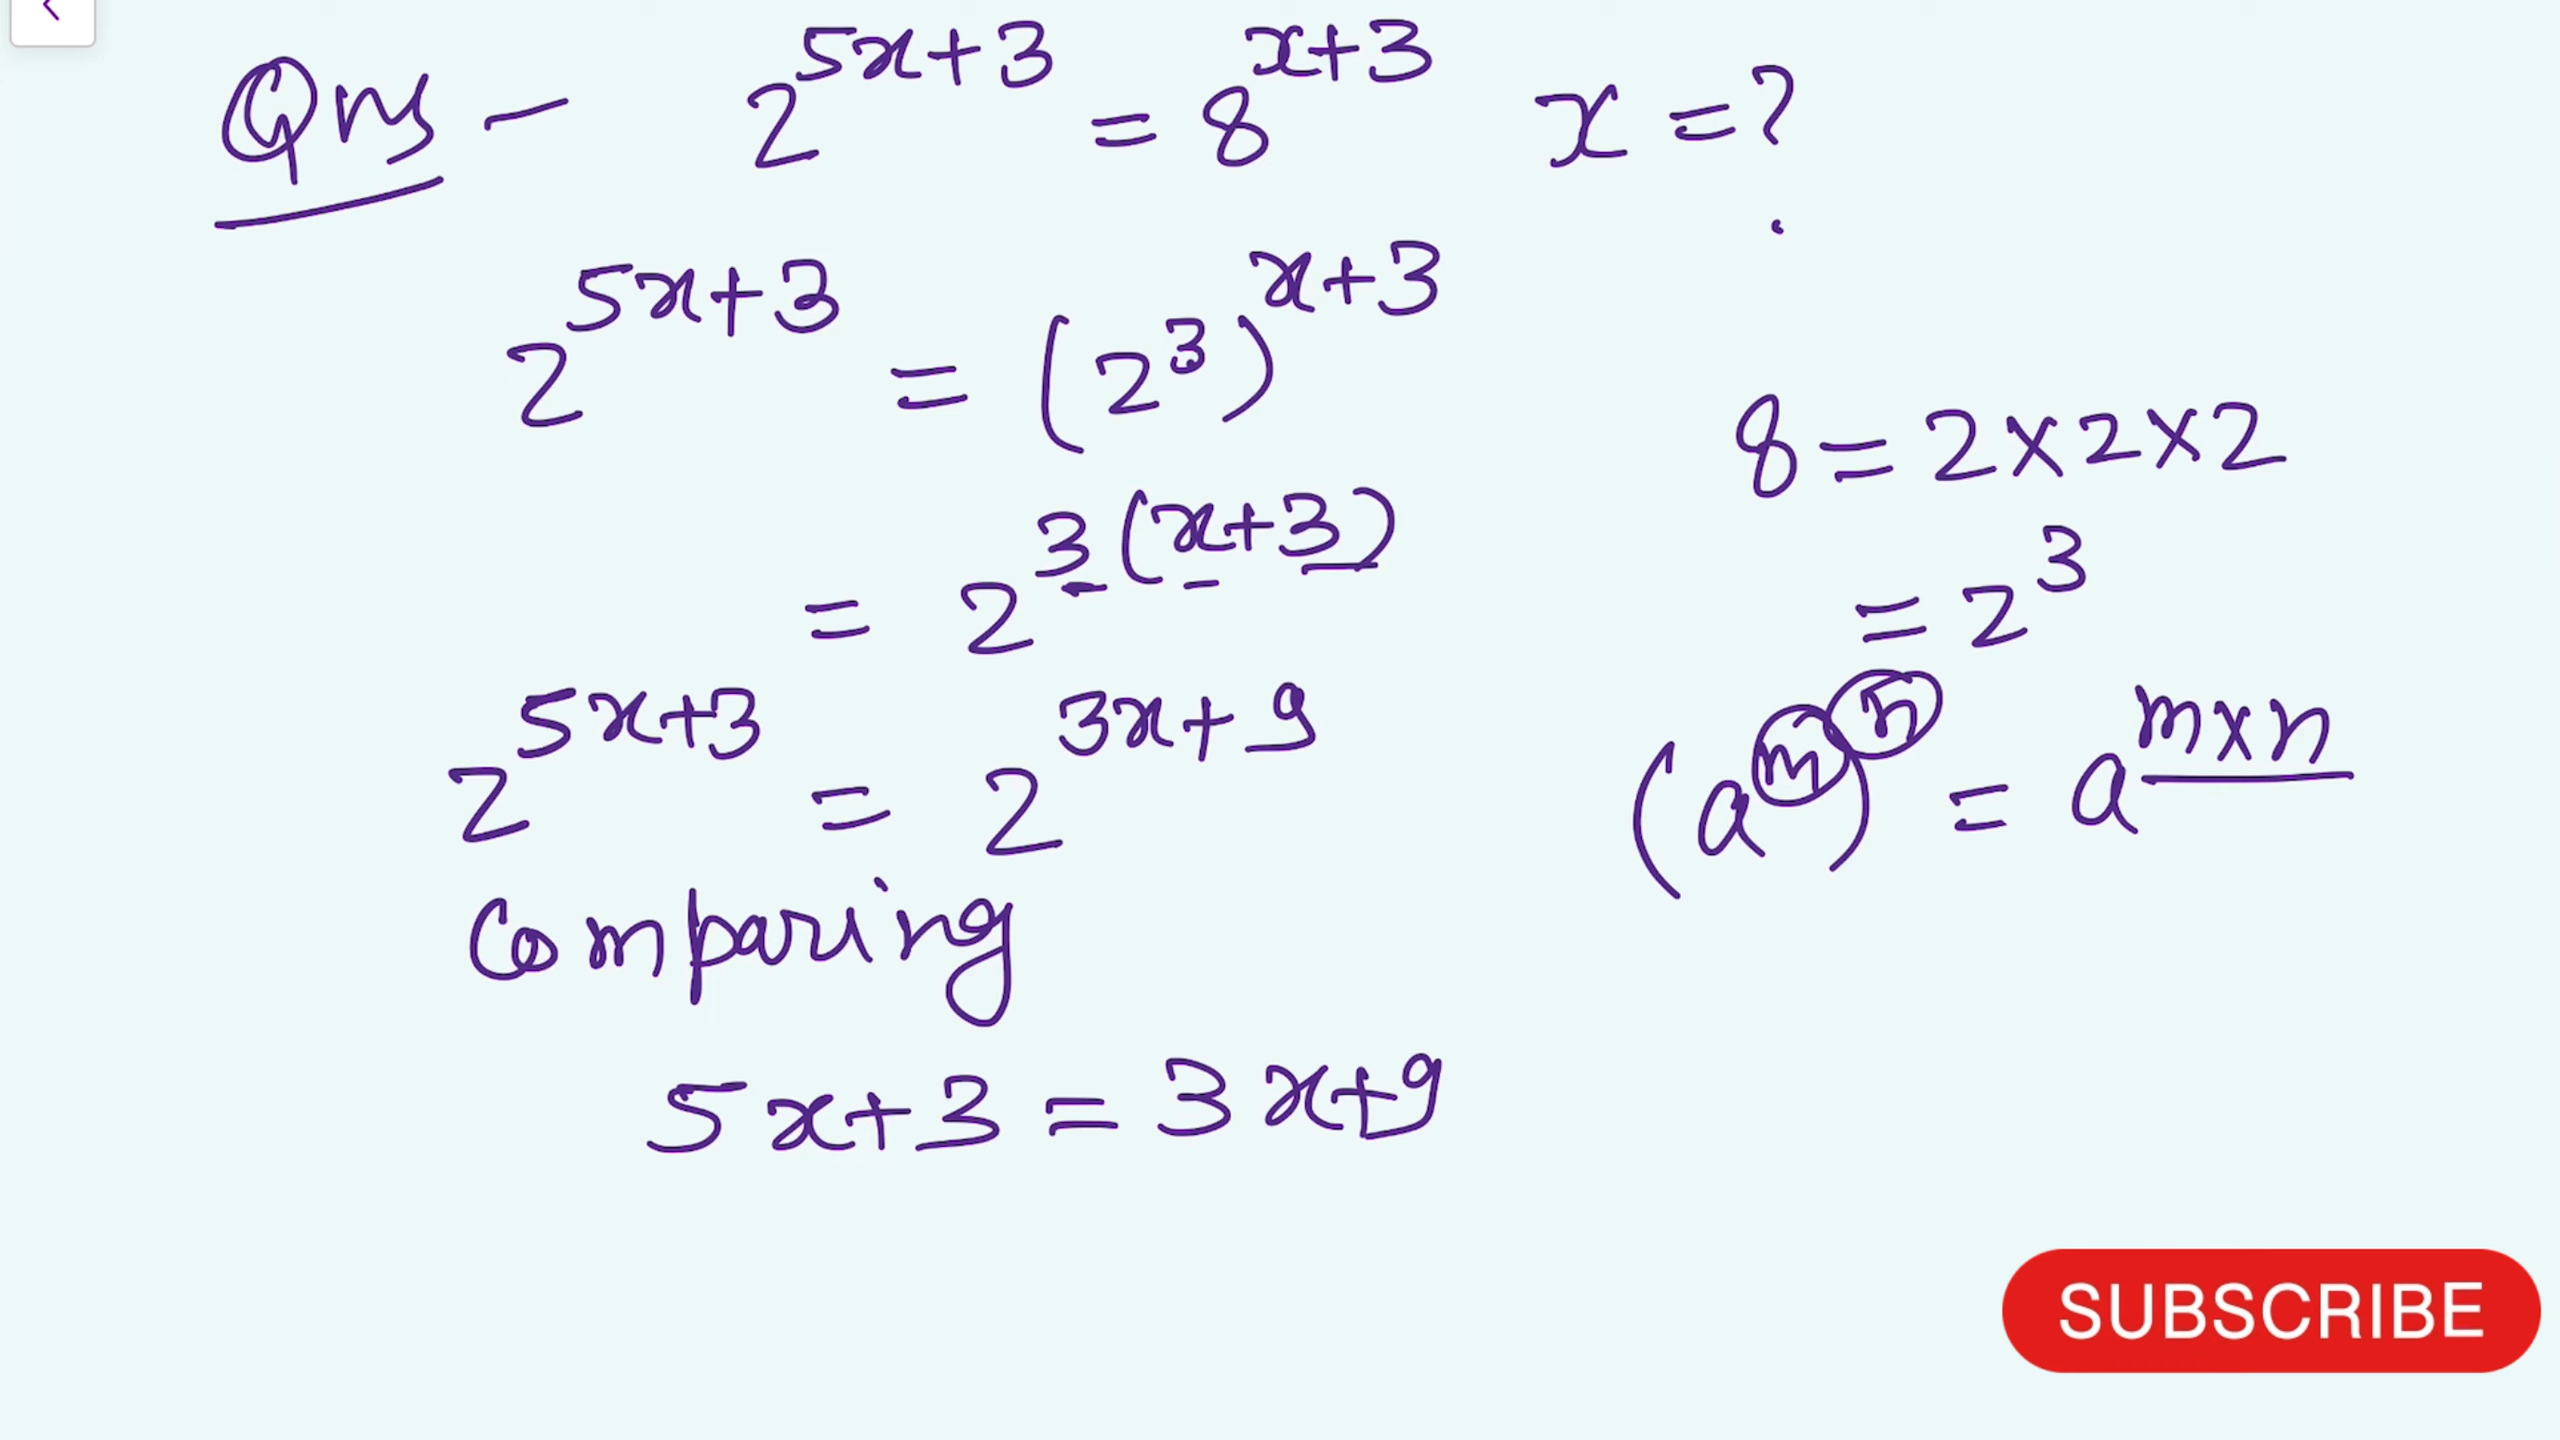 Qns - 2^{5x+3} = 8^{x+3} x = ?
2^{5x+3} = (2^3)^{x+3}
8 = 2×2×2
= 2^{3(x+3)}
= 2^3
2^{5x+3} = 2^{3x+9}
(a^m)^n = a^{m×n}
Comparing
5x+3 = 3x+9
SUBSCRIBE